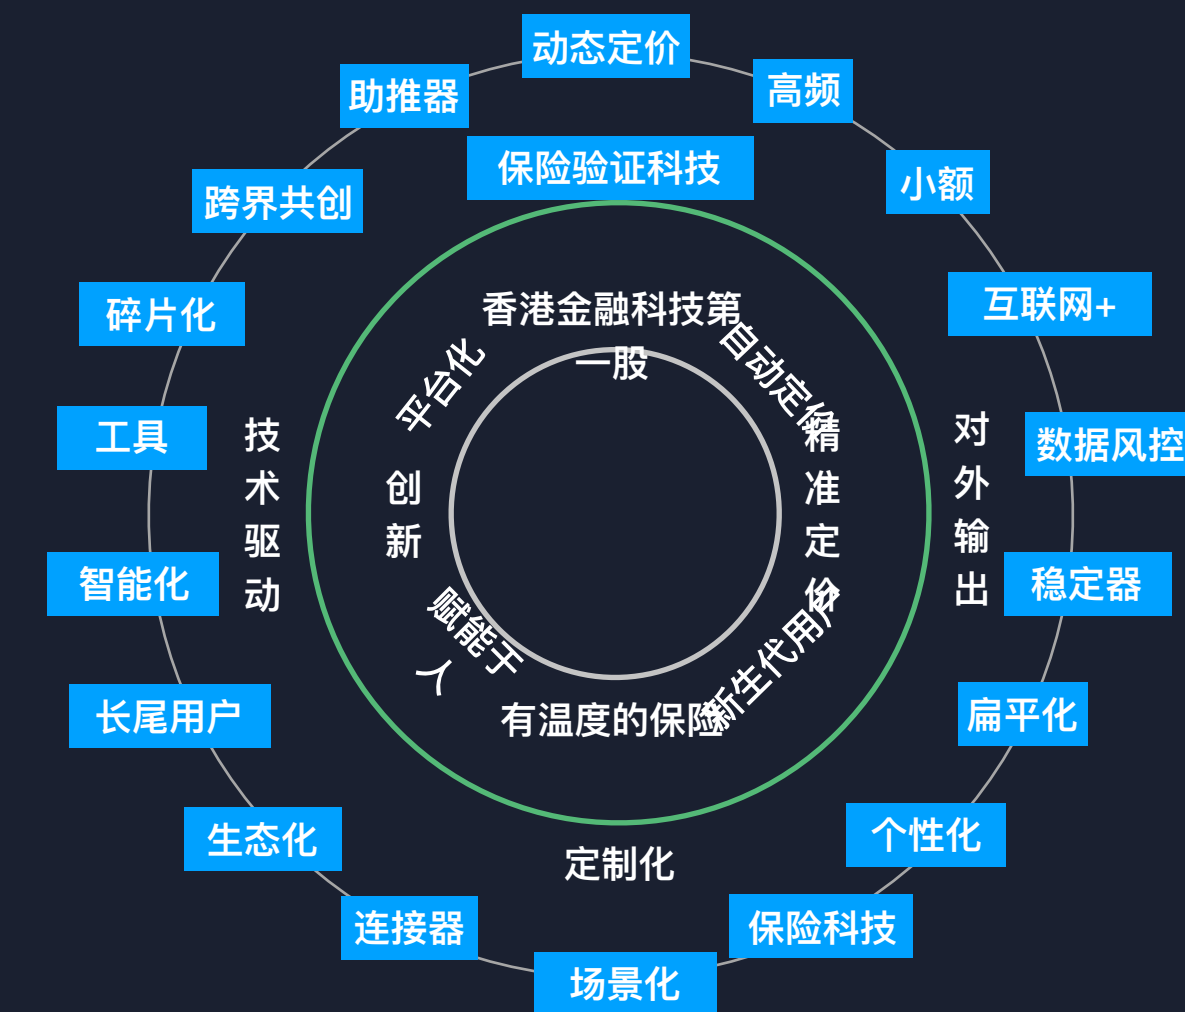 动态定价
高频
助推器
保险验证科技
小额
跨界共创
互联网+
碎片化
香港金融科技第
一股
平台化
自动定价
工具
技术驱动
创新
精准定价
对外输出
数据风控
智能化
稳定器
赋能于
人
新生代用户
有温度的保险
长尾用户
扁平化
生态化
个性化
定制化
连接器
保险科技
场景化